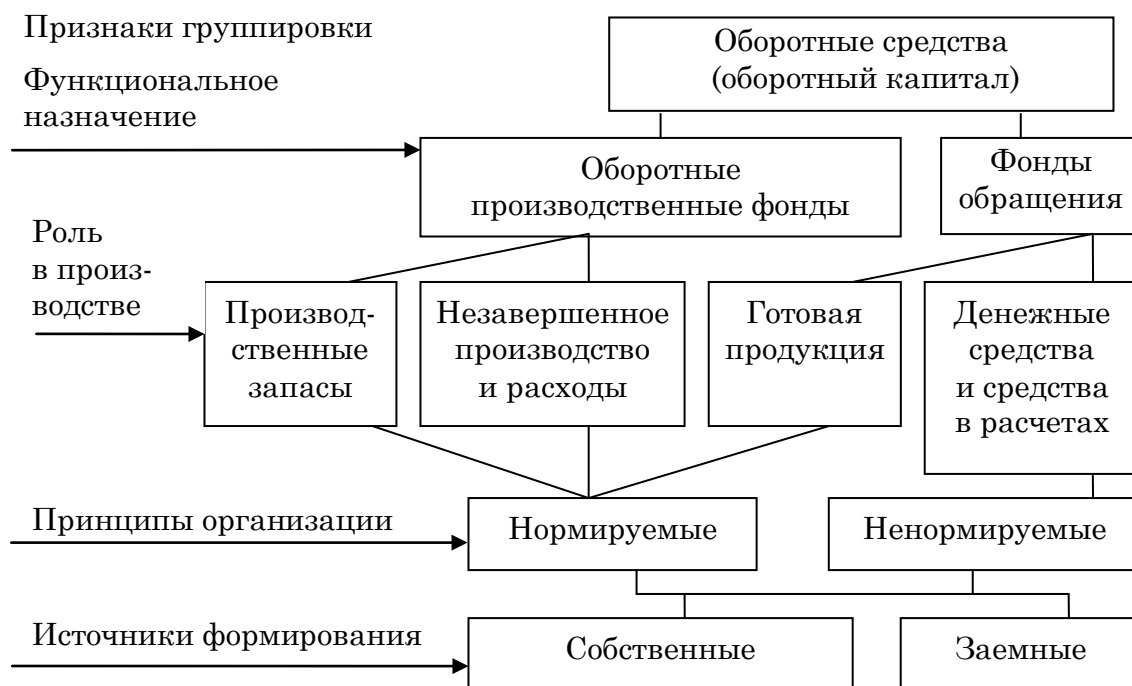 Признаки группировки
Оборотные средства
(оборотный капитал)
Функциональное
назначение
Оборотные
производственные фонды
Фонды
обращения
Роль
в произ-
водстве
Производ-
ственные
запасы
Незавершенное
производство
и расходы
Готовая
продукция
Денежные
средства
и средства
в расчетах
Принципы организации
Нормируемые
Ненормируемые
Источники формирования
Собственные
Заемные